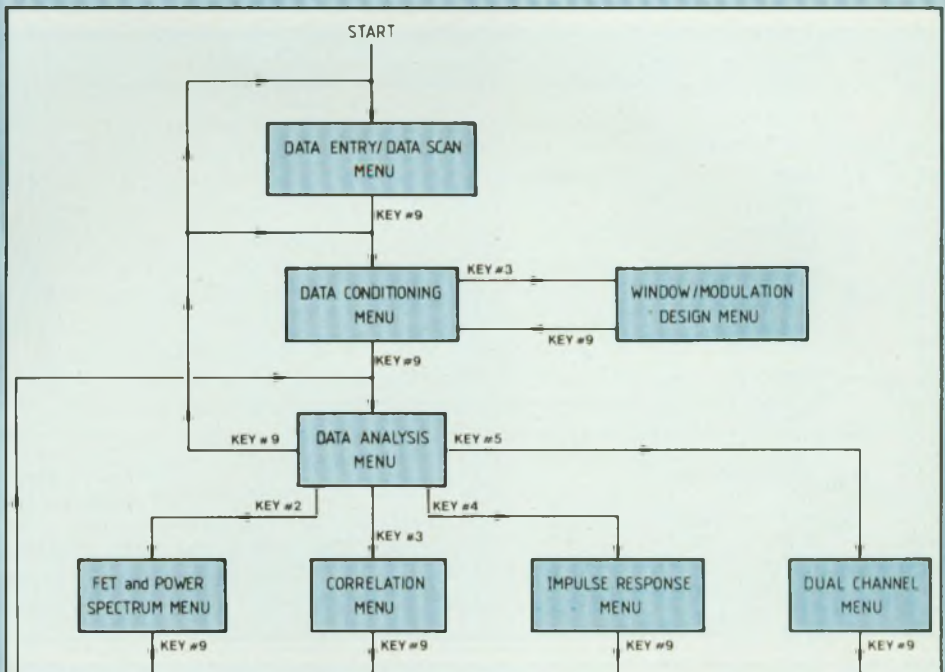 START
DATA ENTRY/DATA SCAN
MENU
KEY #9
DATA CONDITIONING
MENU
KEY #3
WINDOW/MODULATION
DESIGN MENU
KEY #9
KEY #9
KEY #9
DATA ANALYSIS
MENU
KEY #5
KEY #2
KEY #3
KEY #4
FET and POWER
SPECTRUM MENU
CORRELATION
MENU
IMPULSE RESPONSE
MENU
DUAL CHANNEL
MENU
KEY #9
KEY #9
KEY #9
KEY #9